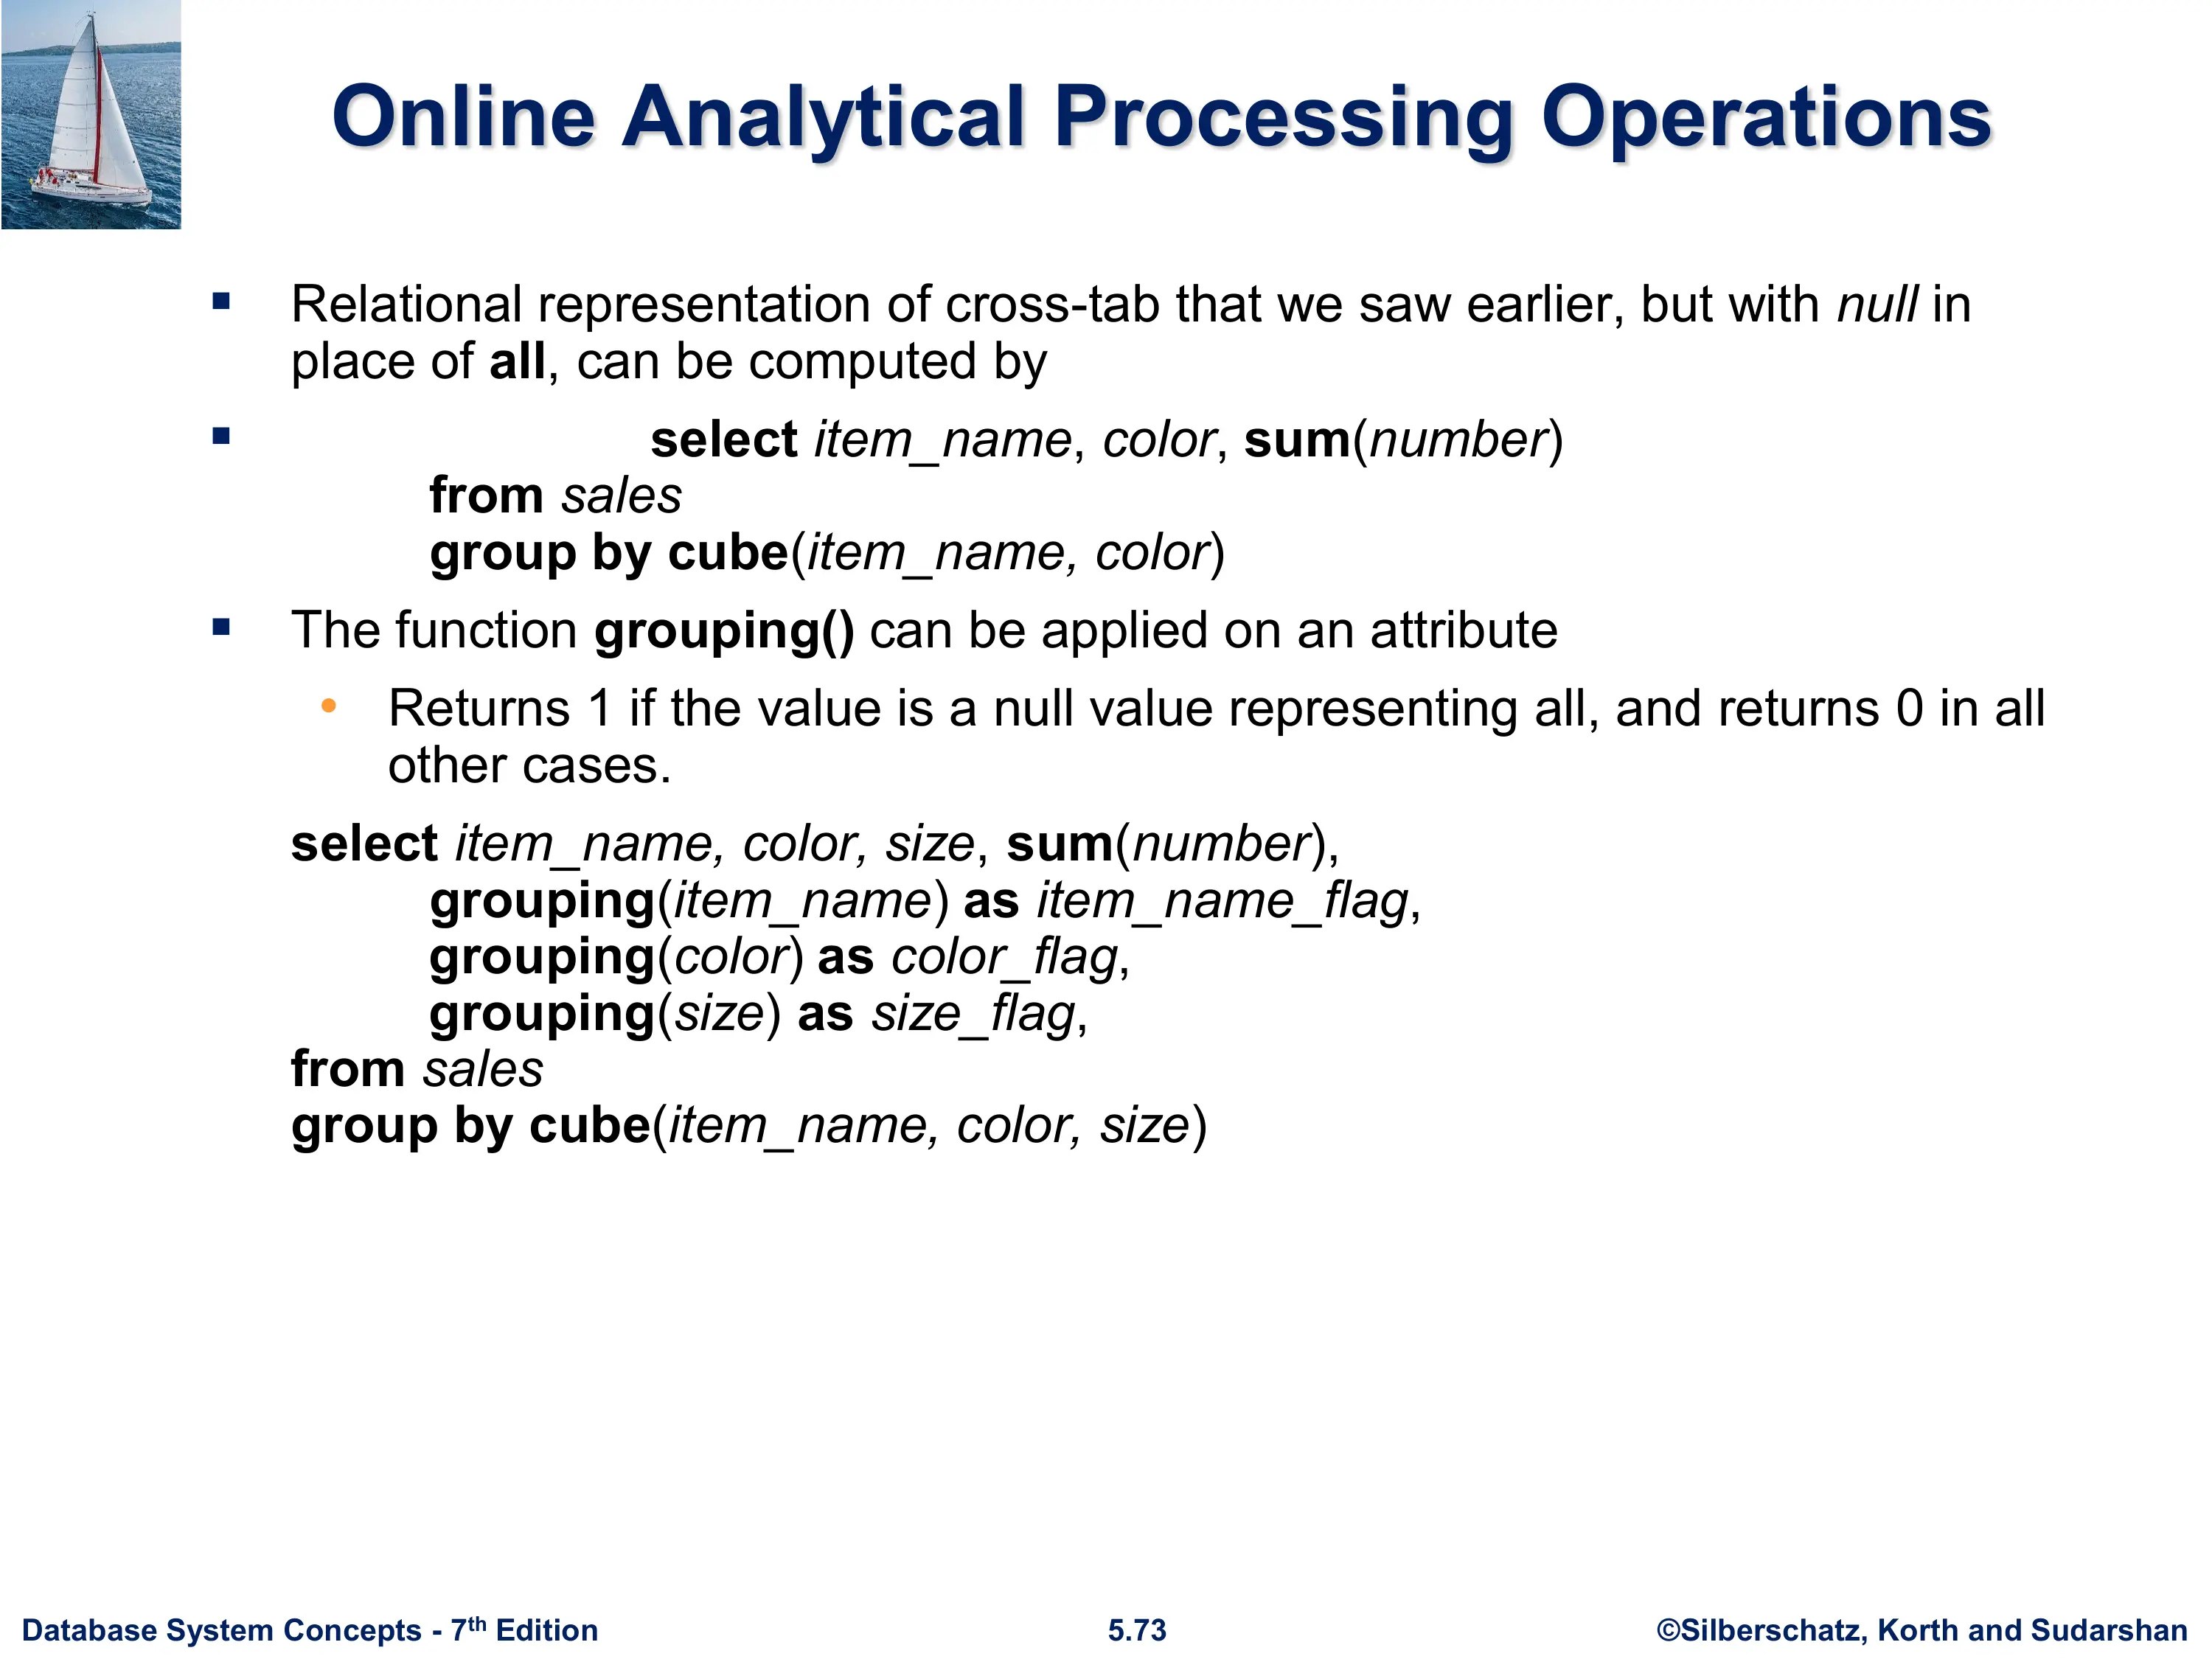 Online Analytical Processing Operations
▪ Relational representation of cross-tab that we saw earlier, but with null in
place of all, can be computed by
▪ select item_name, color, sum(number)
from sales
group by cube(item_name, color)
▪ The function grouping() can be applied on an attribute
• Returns 1 if the value is a null value representing all, and returns 0 in all
other cases.
select item_name, color, size, sum(number),
grouping(item_name) as item_name_flag,
grouping(color) as color_flag,
grouping(size) as size_flag,
from sales
group by cube(item_name, color, size)
Database System Concepts - 7th Edition
5.73
©Silberschatz, Korth and Sudarshan